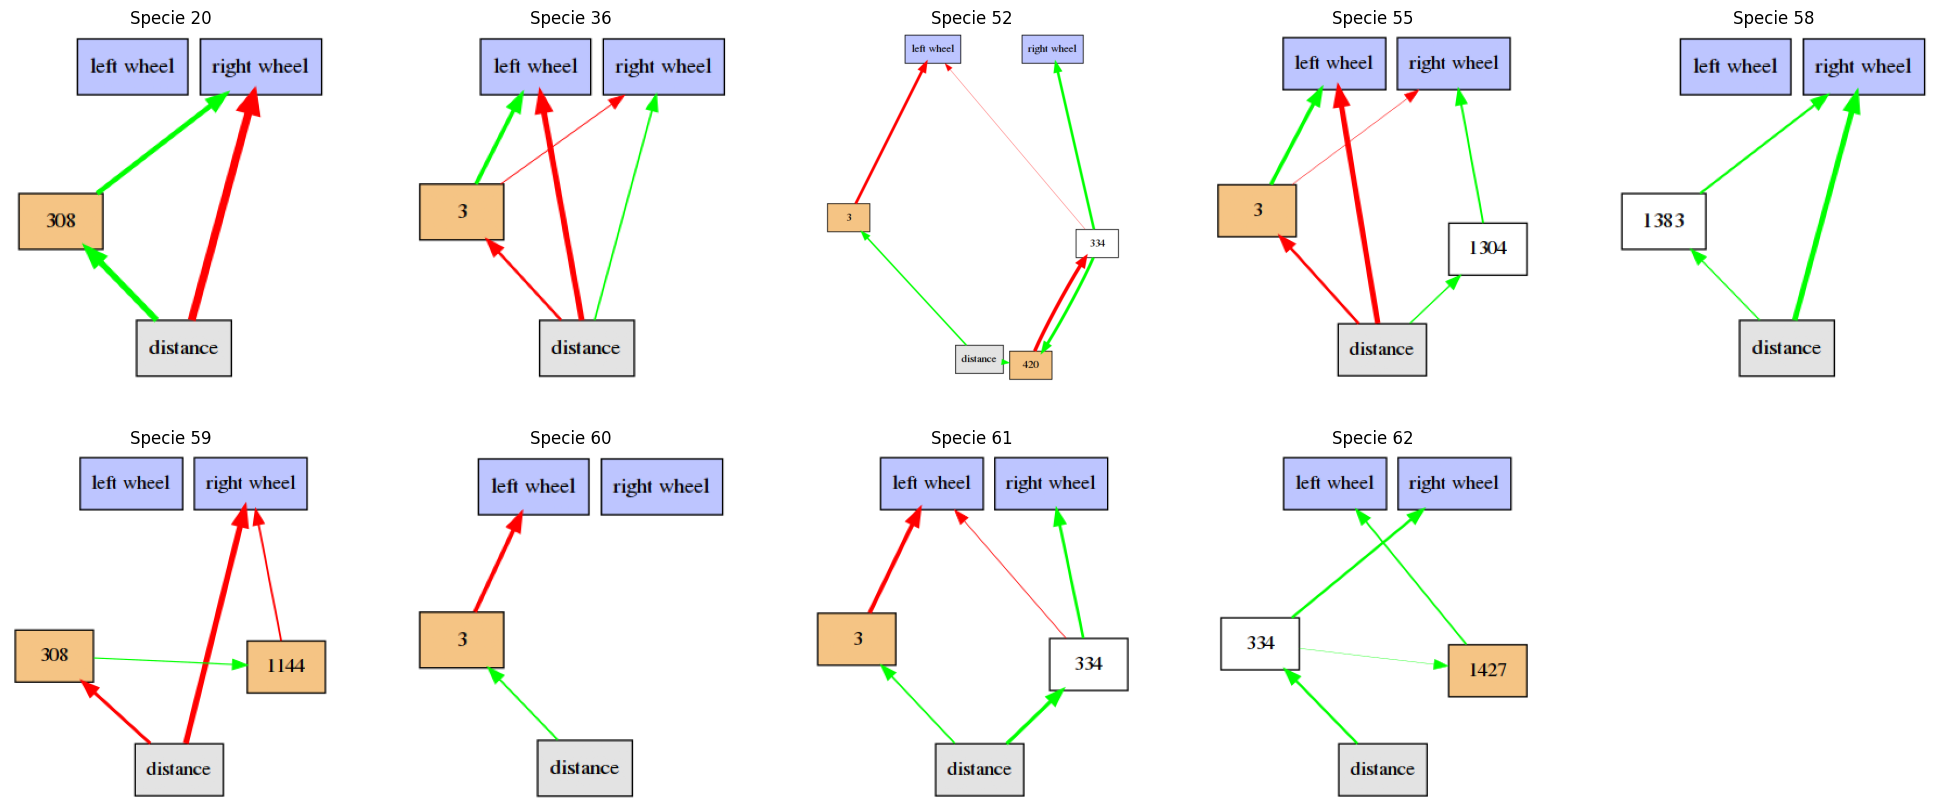 Specie 20
left wheel
right wheel
308
distance
Specie 36
left wheel
right wheel
3
distance
Specie 52
left wheel
right wheel
3
334
distance
420
Specie 55
left wheel
right wheel
3
1304
distance
Specie 58
left wheel
right wheel
1383
distance
Specie 59
left wheel
right wheel
308
1144
distance
Specie 60
left wheel
right wheel
3
distance
Specie 61
left wheel
right wheel
3
334
distance
Specie 62
left wheel
right wheel
334
1427
distance